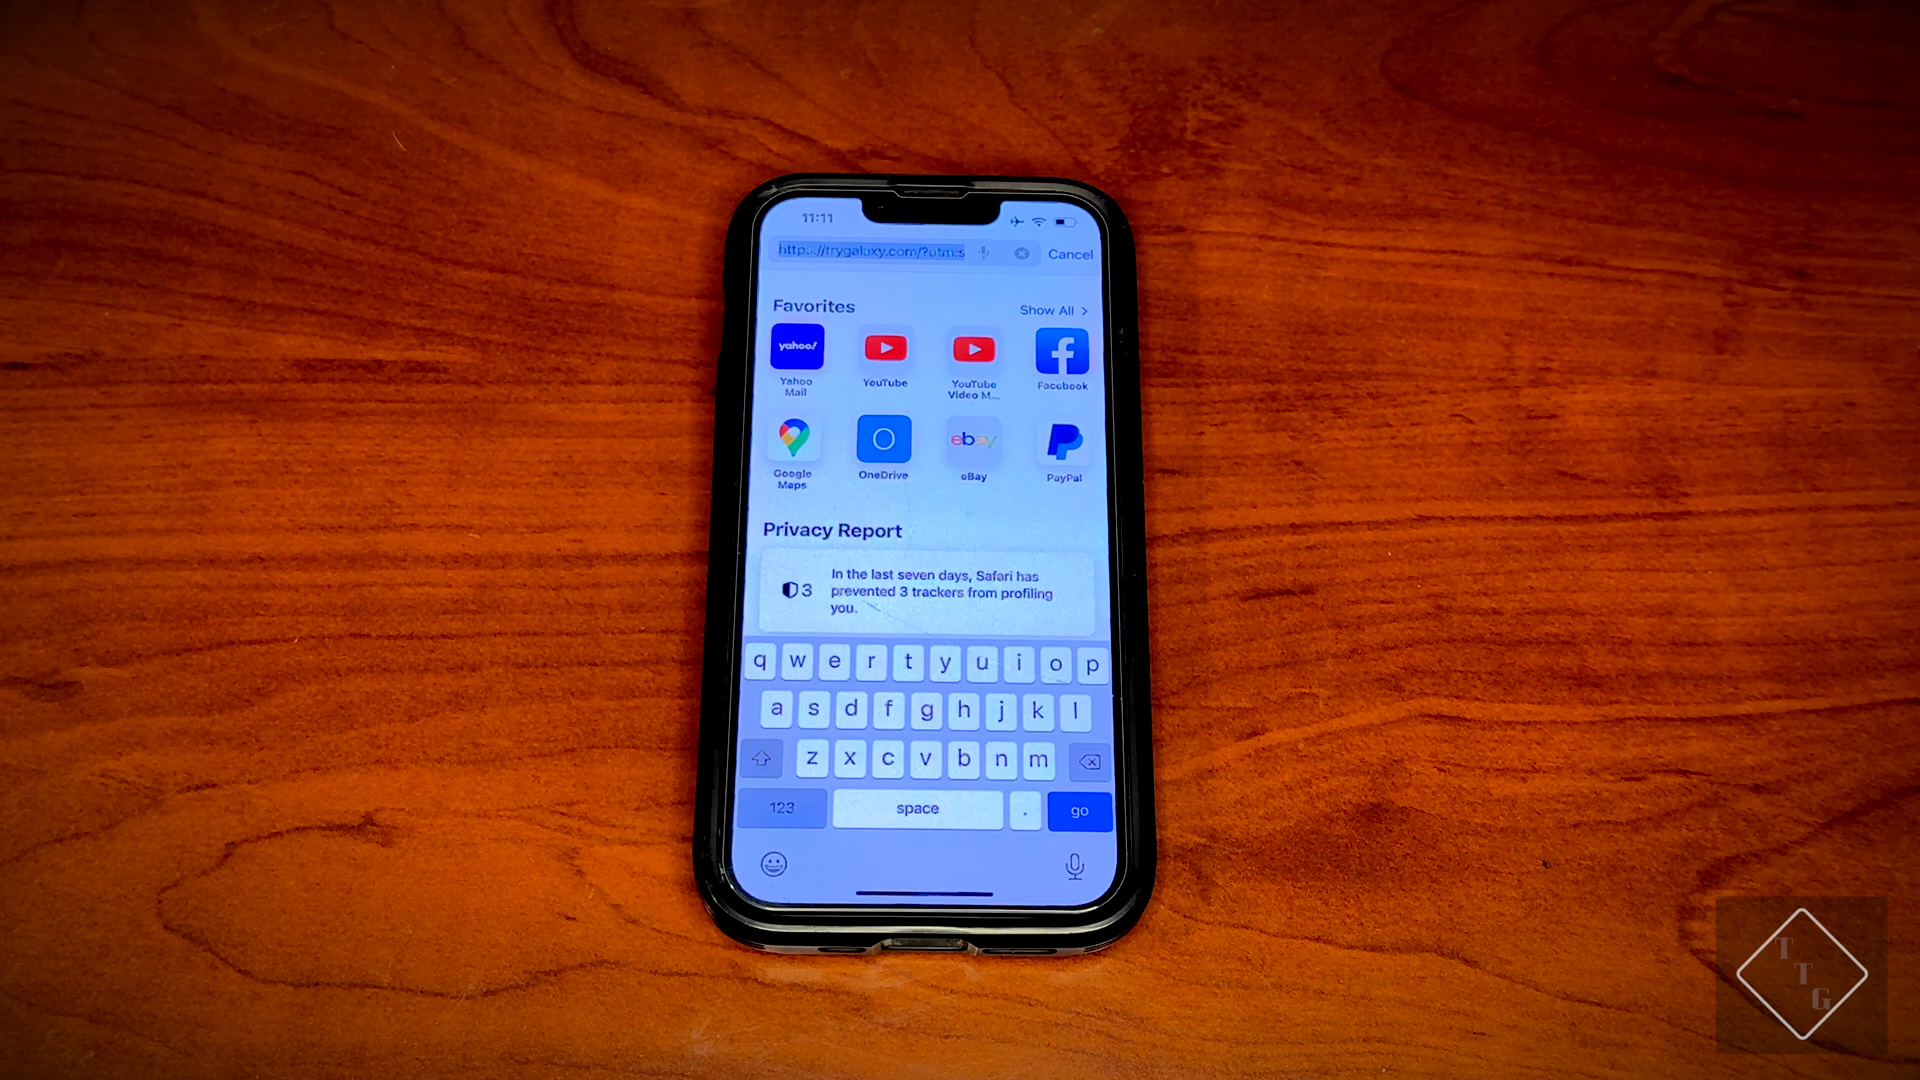 11:11
https://trygalaxy.com/?utm:s
Cancel
Favorites
Show All >
yahoo!
Yahoo
Mail
YouTube
YouTube
Video M...
Facebook
Google
Maps
OneDrive
ebay
eBay
PayPal
Privacy Report
3
In the last seven days, Safari has
prevented 3 trackers from profiling
you.
q w e r t y u i o p
a s d f g h j k l
z x c v b n m
123
space
.
go
T
T
G